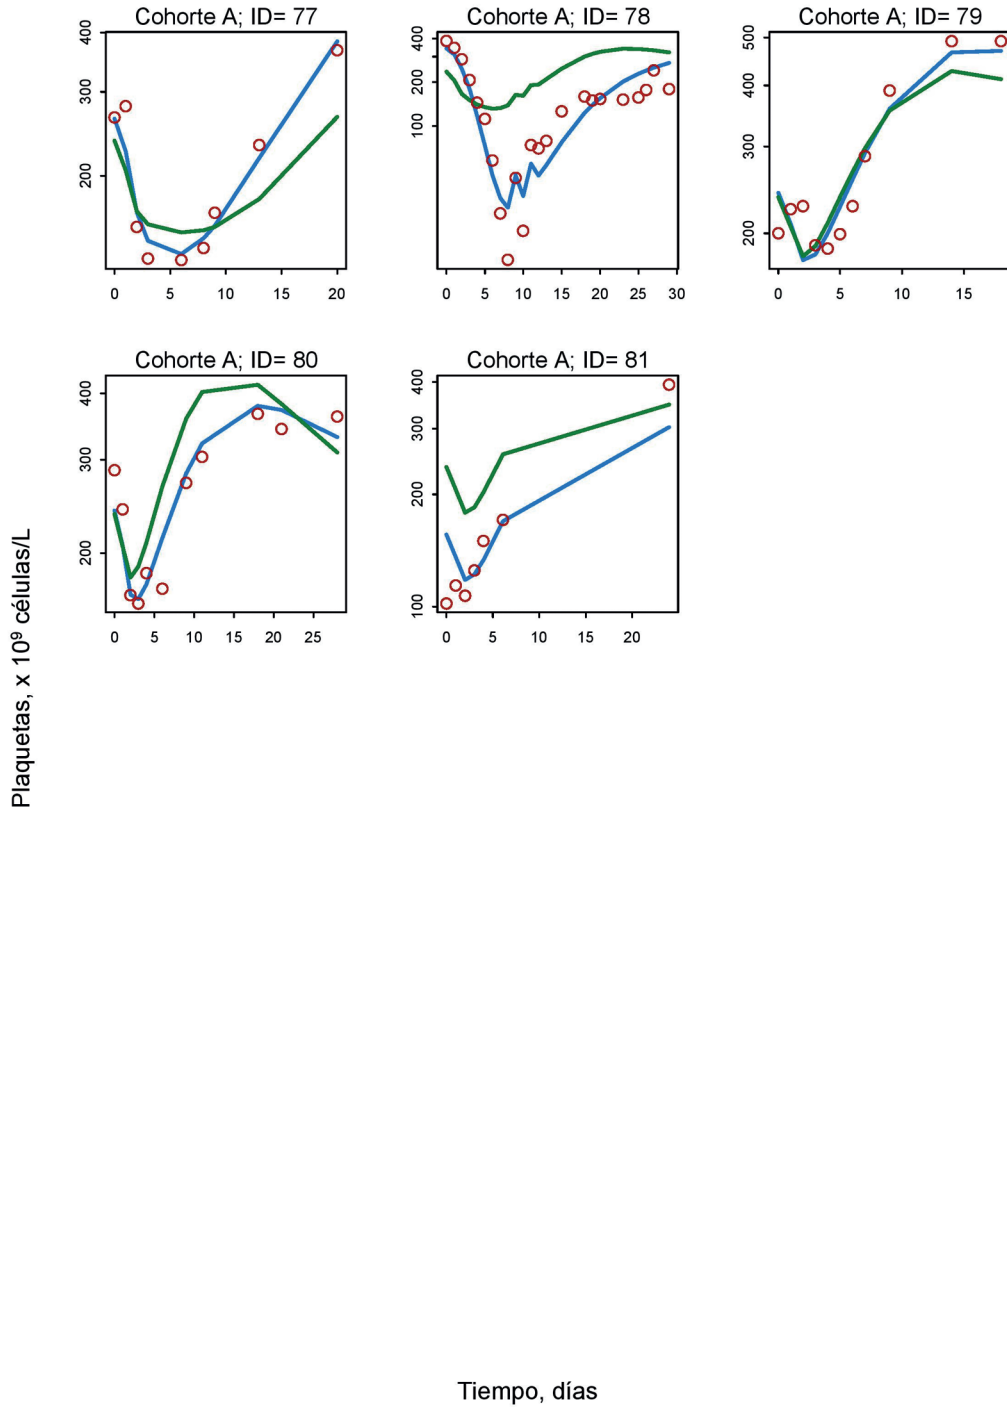 Cohorte A; ID= 77
400
300
200
0 5 10 15 20
Cohorte A; ID= 78
400
200
100
0 5 10 15 20 25 30
Cohorte A; ID= 79
500
400
300
200
0 5 10 15
Cohorte A; ID= 80
400
300
200
0 5 10 15 20 25
Cohorte A; ID= 81
400
300
200
100
0 5 10 15 20
Plaquetas, x 10⁹ células/L
Tiempo, días